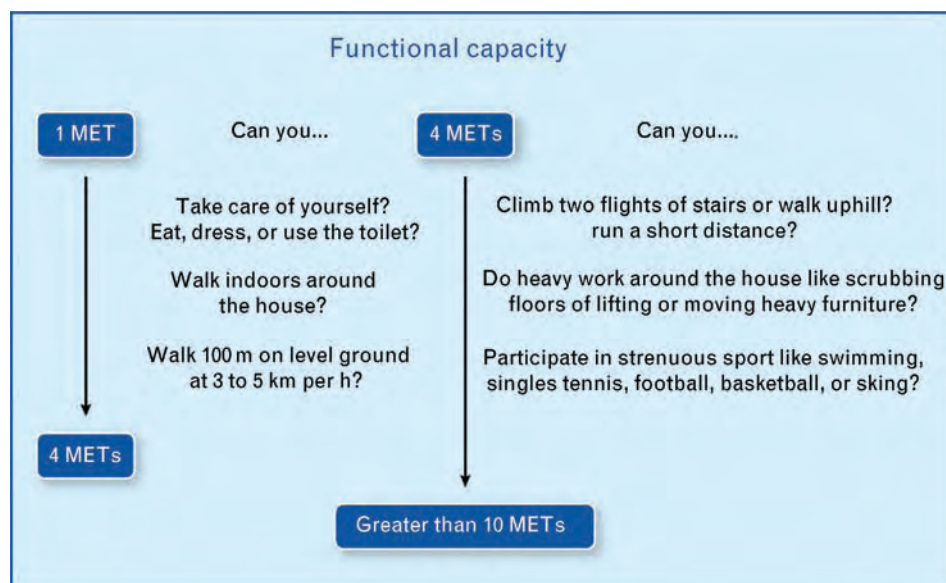 Functional capacity
1 MET
Can you...
Take care of yourself?
Eat, dress, or use the toilet?
Walk indoors around
the house?
Walk 100 m on level ground
at 3 to 5 km per h?
4 METs
4 METs
Can you....
Climb two flights of stairs or walk uphill?
run a short distance?
Do heavy work around the house like scrubbing
floors of lifting or moving heavy furniture?
Participate in strenuous sport like swimming,
singles tennis, football, basketball, or sking?
Greater than 10 METs